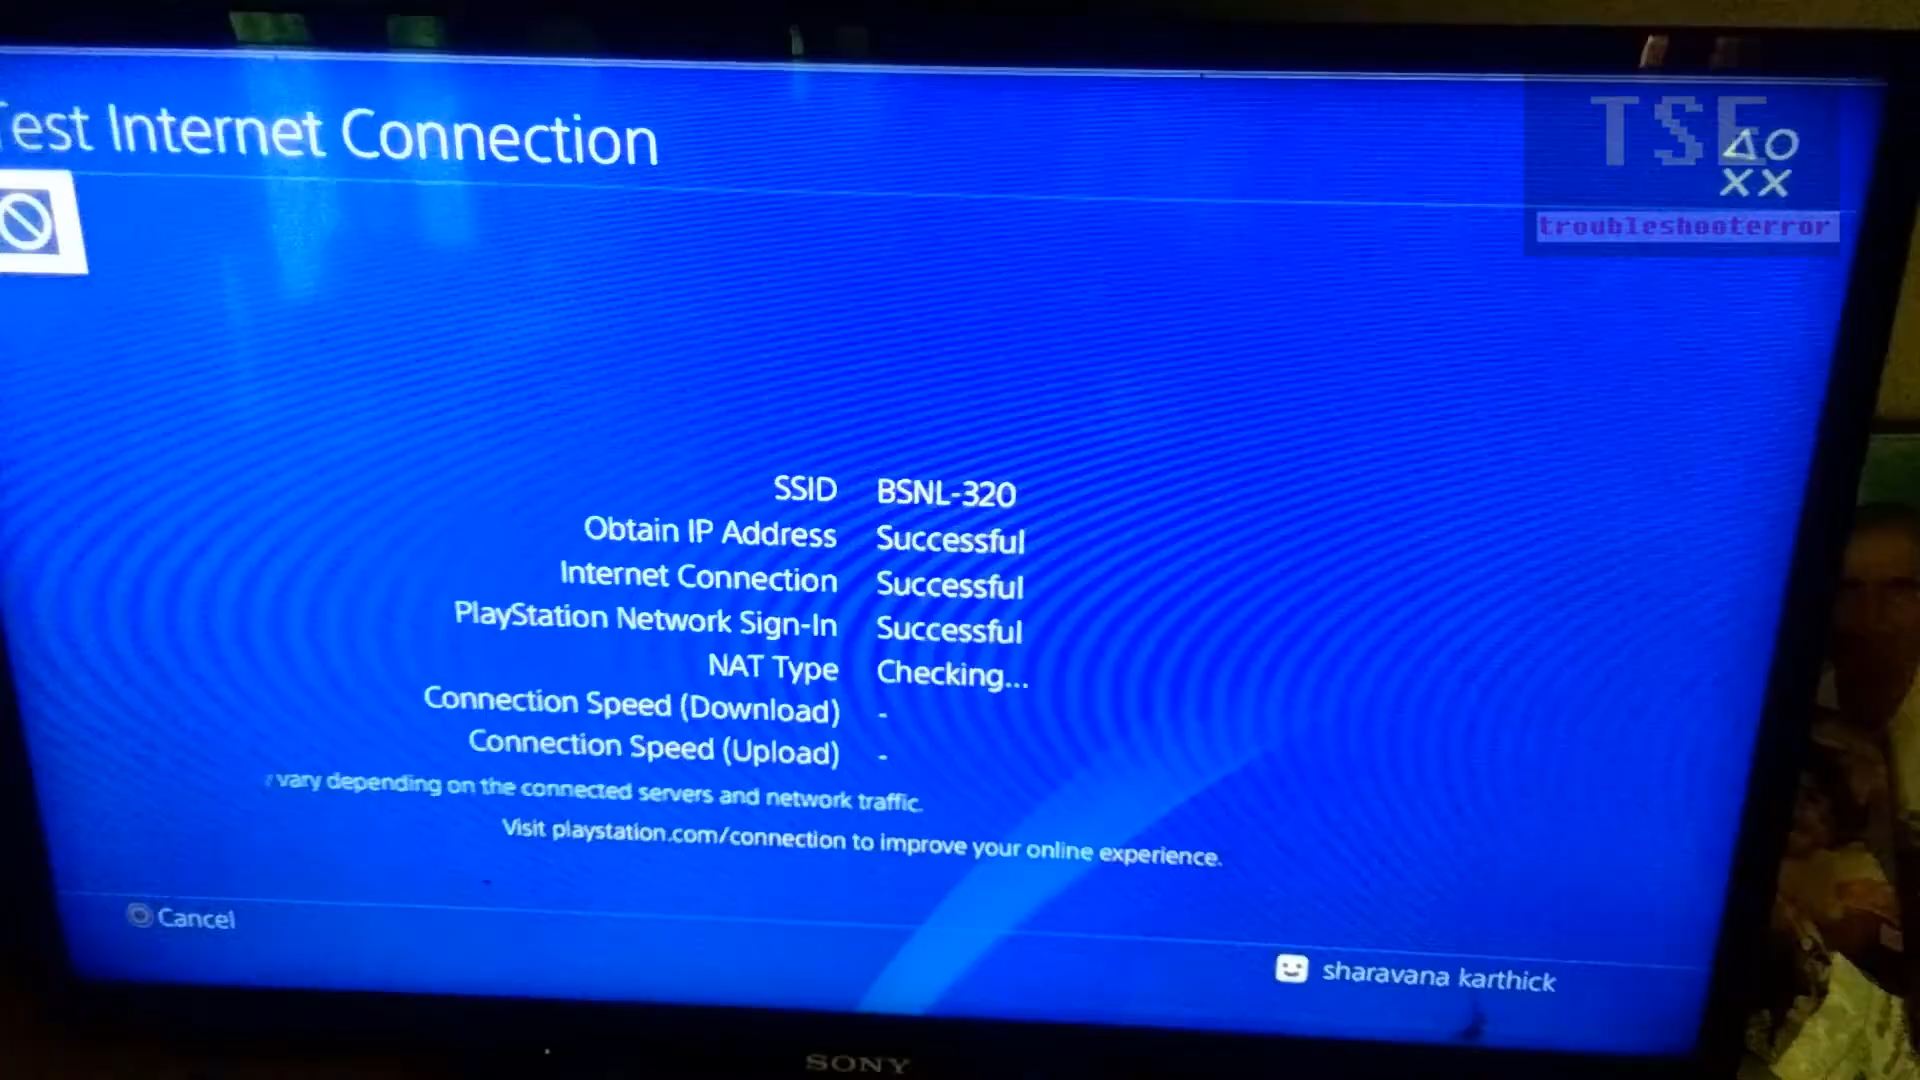 Test Internet Connection
TSE
troubleshooterror
SSID BSNL-320
Obtain IP Address Successful
Internet Connection Successful
PlayStation Network Sign-In Successful
NAT Type Checking...
Connection Speed (Download) -
Connection Speed (Upload) -
vary depending on the connected servers and network traffic.
Visit playstation.com/connection to improve your online experience.
Cancel
sharavana karthick
SONY